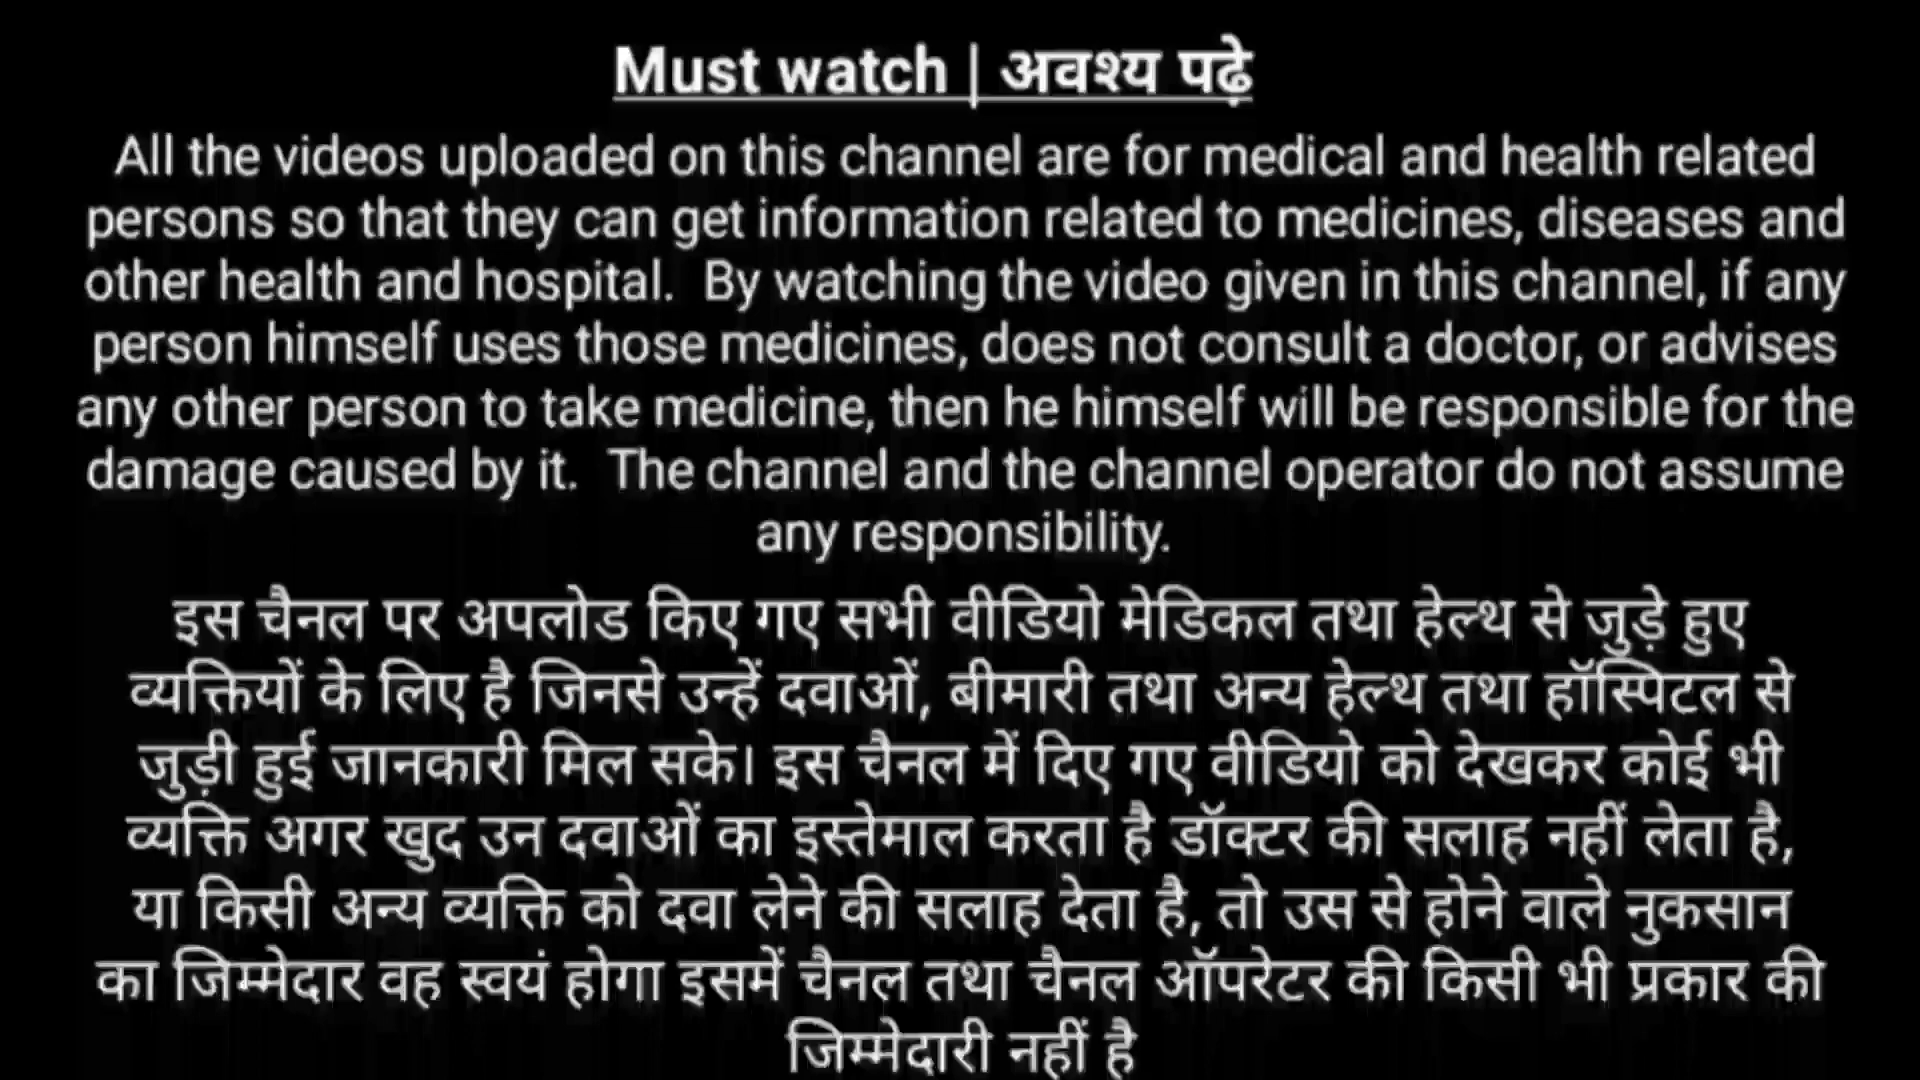 Must watch | अवश्य पढ़े
All the videos uploaded on this channel are for medical and health related
persons so that they can get information related to medicines, diseases and
other health and hospital.  By watching the video given in this channel, if any
person himself uses those medicines, does not consult a doctor, or advises
any other person to take medicine, then he himself will be responsible for the
damage caused by it.  The channel and the channel operator do not assume
any responsibility.
इस चैनल पर अपलोड किए गए सभी वीडियो मेडिकल तथा हेल्थ से जुड़े हुए
व्यक्तियों के लिए है जिनसे उन्हें दवाओं, बीमारी तथा अन्य हेल्थ तथा हॉस्पिटल से
जुड़ी हुई जानकारी मिल सके। इस चैनल में दिए गए वीडियो को देखकर कोई भी
व्यक्ति अगर खुद उन दवाओं का इस्तेमाल करता है डॉक्टर की सलाह नहीं लेता है,
या किसी अन्य व्यक्ति को दवा लेने की सलाह देता है, तो उस से होने वाले नुकसान
का जिम्मेदार वह स्वयं होगा इसमें चैनल तथा चैनल ऑपरेटर की किसी भी प्रकार की
जिम्मेदारी नहीं है